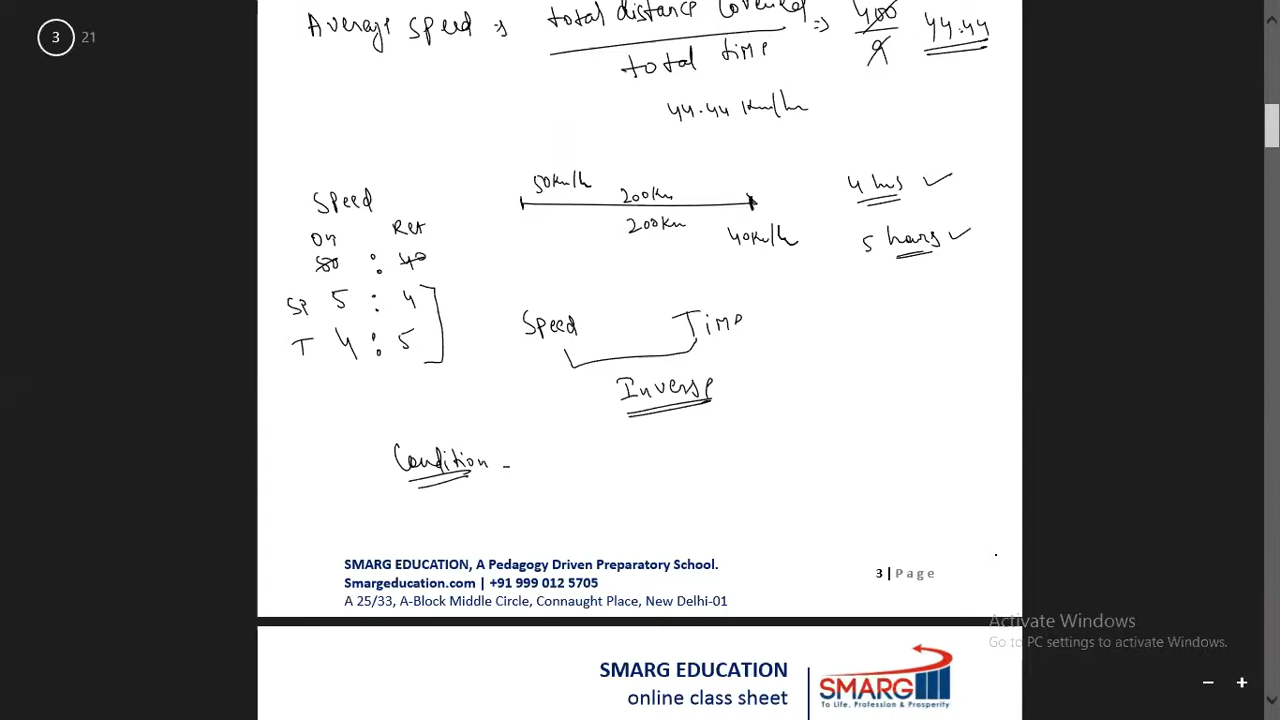 3 21
Average speed ⇒ total distance covered / total time ⇒ 400/9 44.44
44.44 Km/hr
Speed
On Ret
50 : 40
SP 5 : 4
T 4 : 5
50Km/h 200Km
200Km 40Km/h
4 hrs ✓
5 hours ✓
Speed Time
Inverse
Condition -
SMARG EDUCATION, A Pedagogy Driven Preparatory School.
Smargeducation.com | +91 999 012 5705
A 25/33, A-Block Middle Circle, Connaught Place, New Delhi-01
3 | Page
Activate Windows
Go to PC settings to activate Windows.
SMARG EDUCATION
online class sheet
SMARG
To Life, Profession & Prosperity